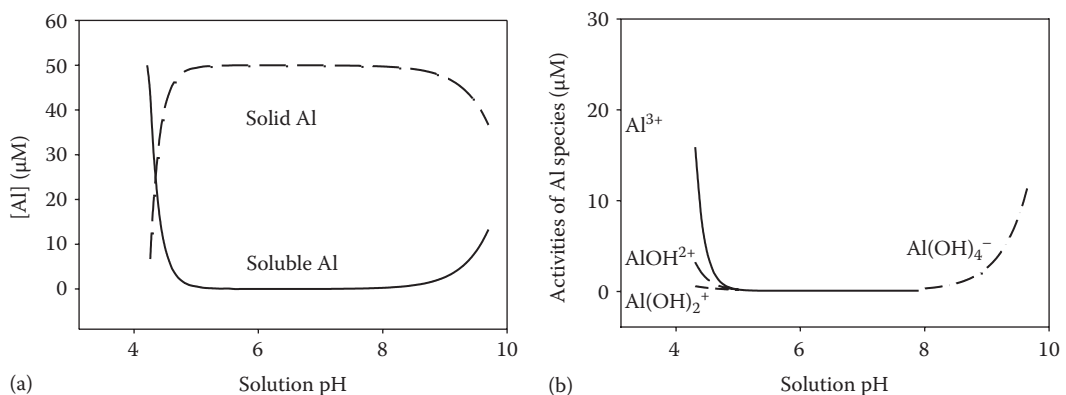 60
50
40
30
20
10
0
[Al] (μM)
Solid Al
Soluble Al
4 6 8 10
Solution pH
(a)
30
20
10
0
Activities of Al species (μM)
Al³⁺
AlOH²⁺
Al(OH)₂⁺
Al(OH)₄⁻
4 6 8 10
Solution pH
(b)